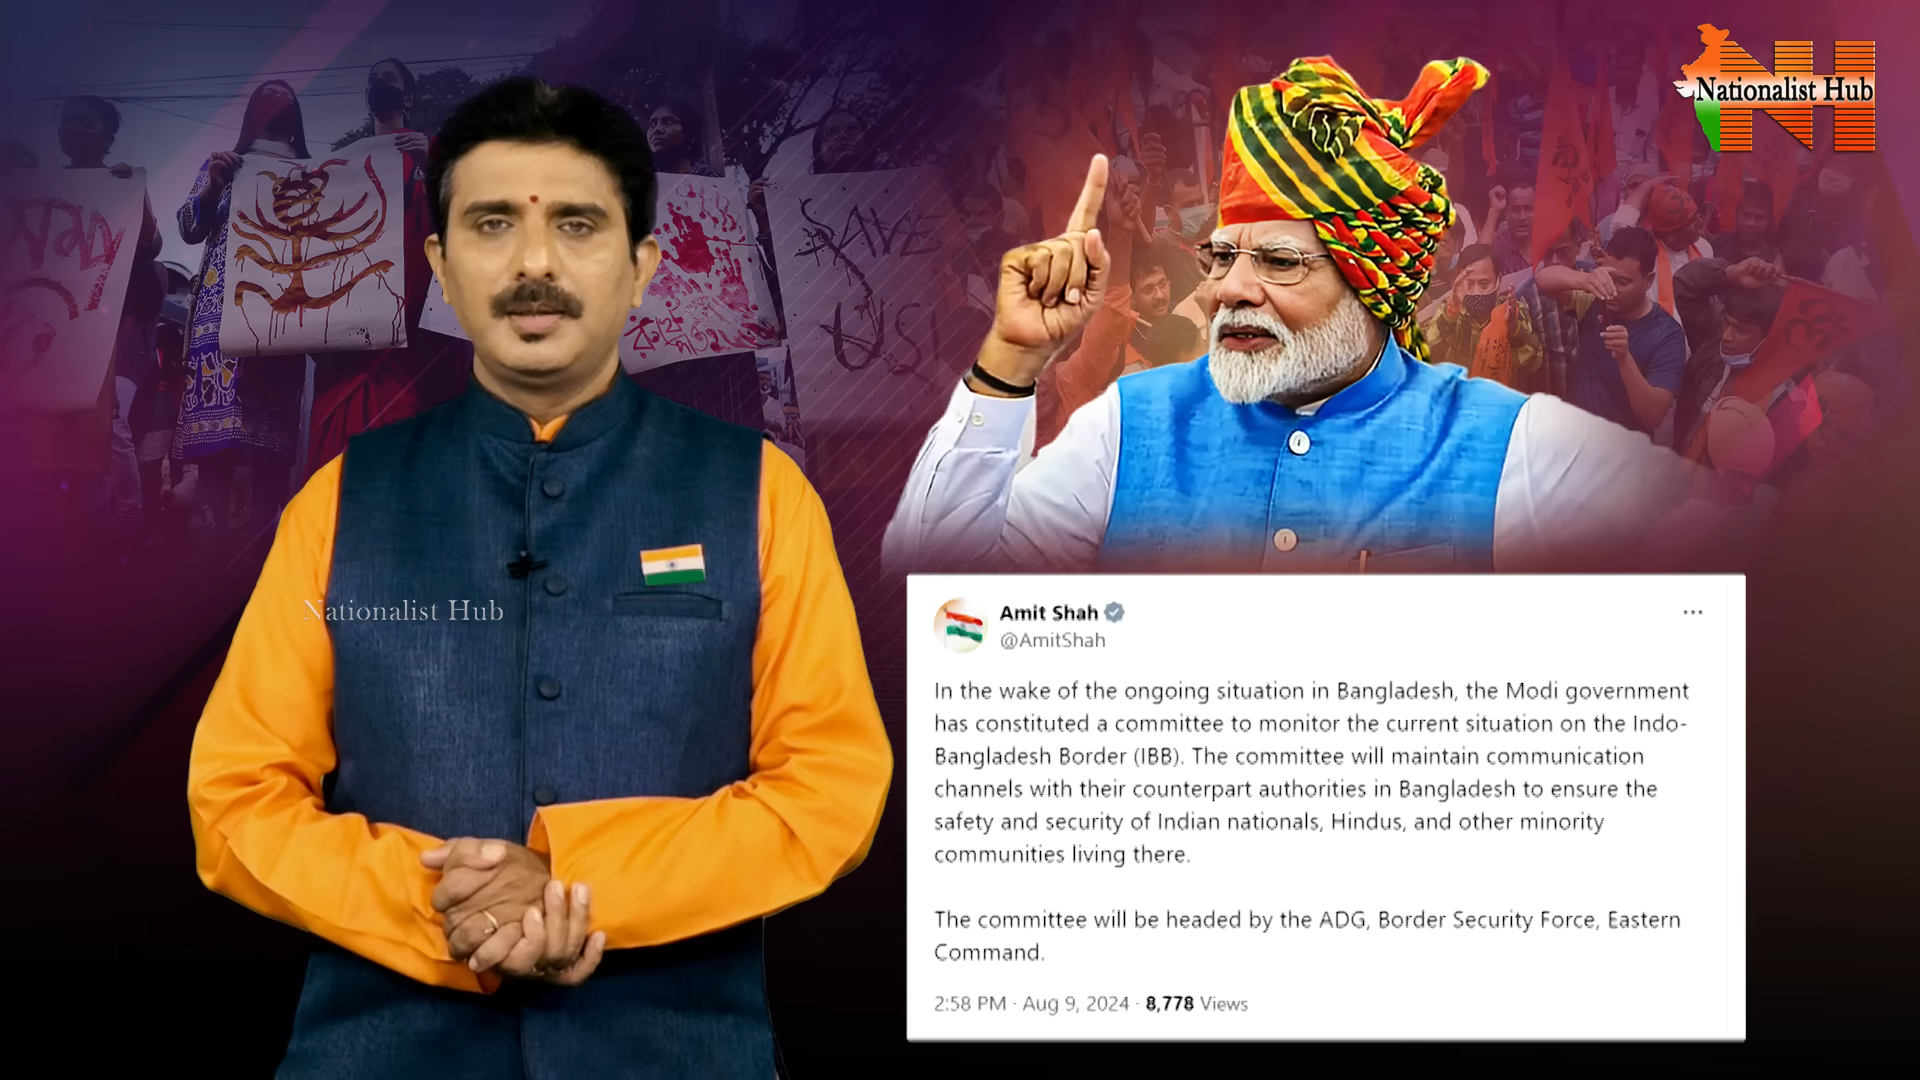 Nationalist Hub
SAVE
US
Nationalist Hub
Amit Shah
@AmitShah
In the wake of the ongoing situation in Bangladesh, the Modi government
has constituted a committee to monitor the current situation on the Indo-
Bangladesh Border (IBB). The committee will maintain communication
channels with their counterpart authorities in Bangladesh to ensure the
safety and security of Indian nationals, Hindus, and other minority
communities living there.
The committee will be headed by the ADG, Border Security Force, Eastern
Command.
2:58 PM · Aug 9, 2024 · 8,778 Views